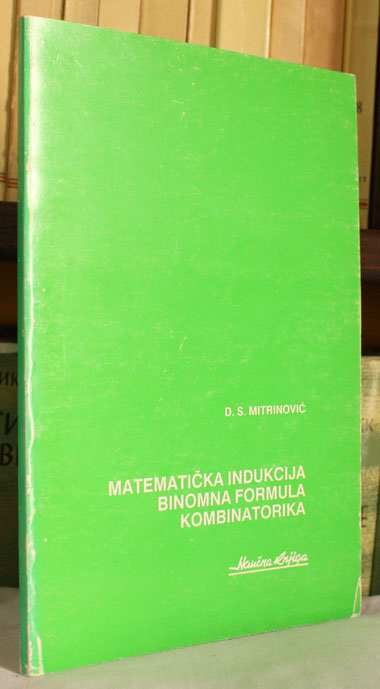 D. S. MITRINOVIĆ
MATEMATIČKA INDUKCIJA
BINOMNA FORMULA
KOMBINATORIKA
Naučna knjiga